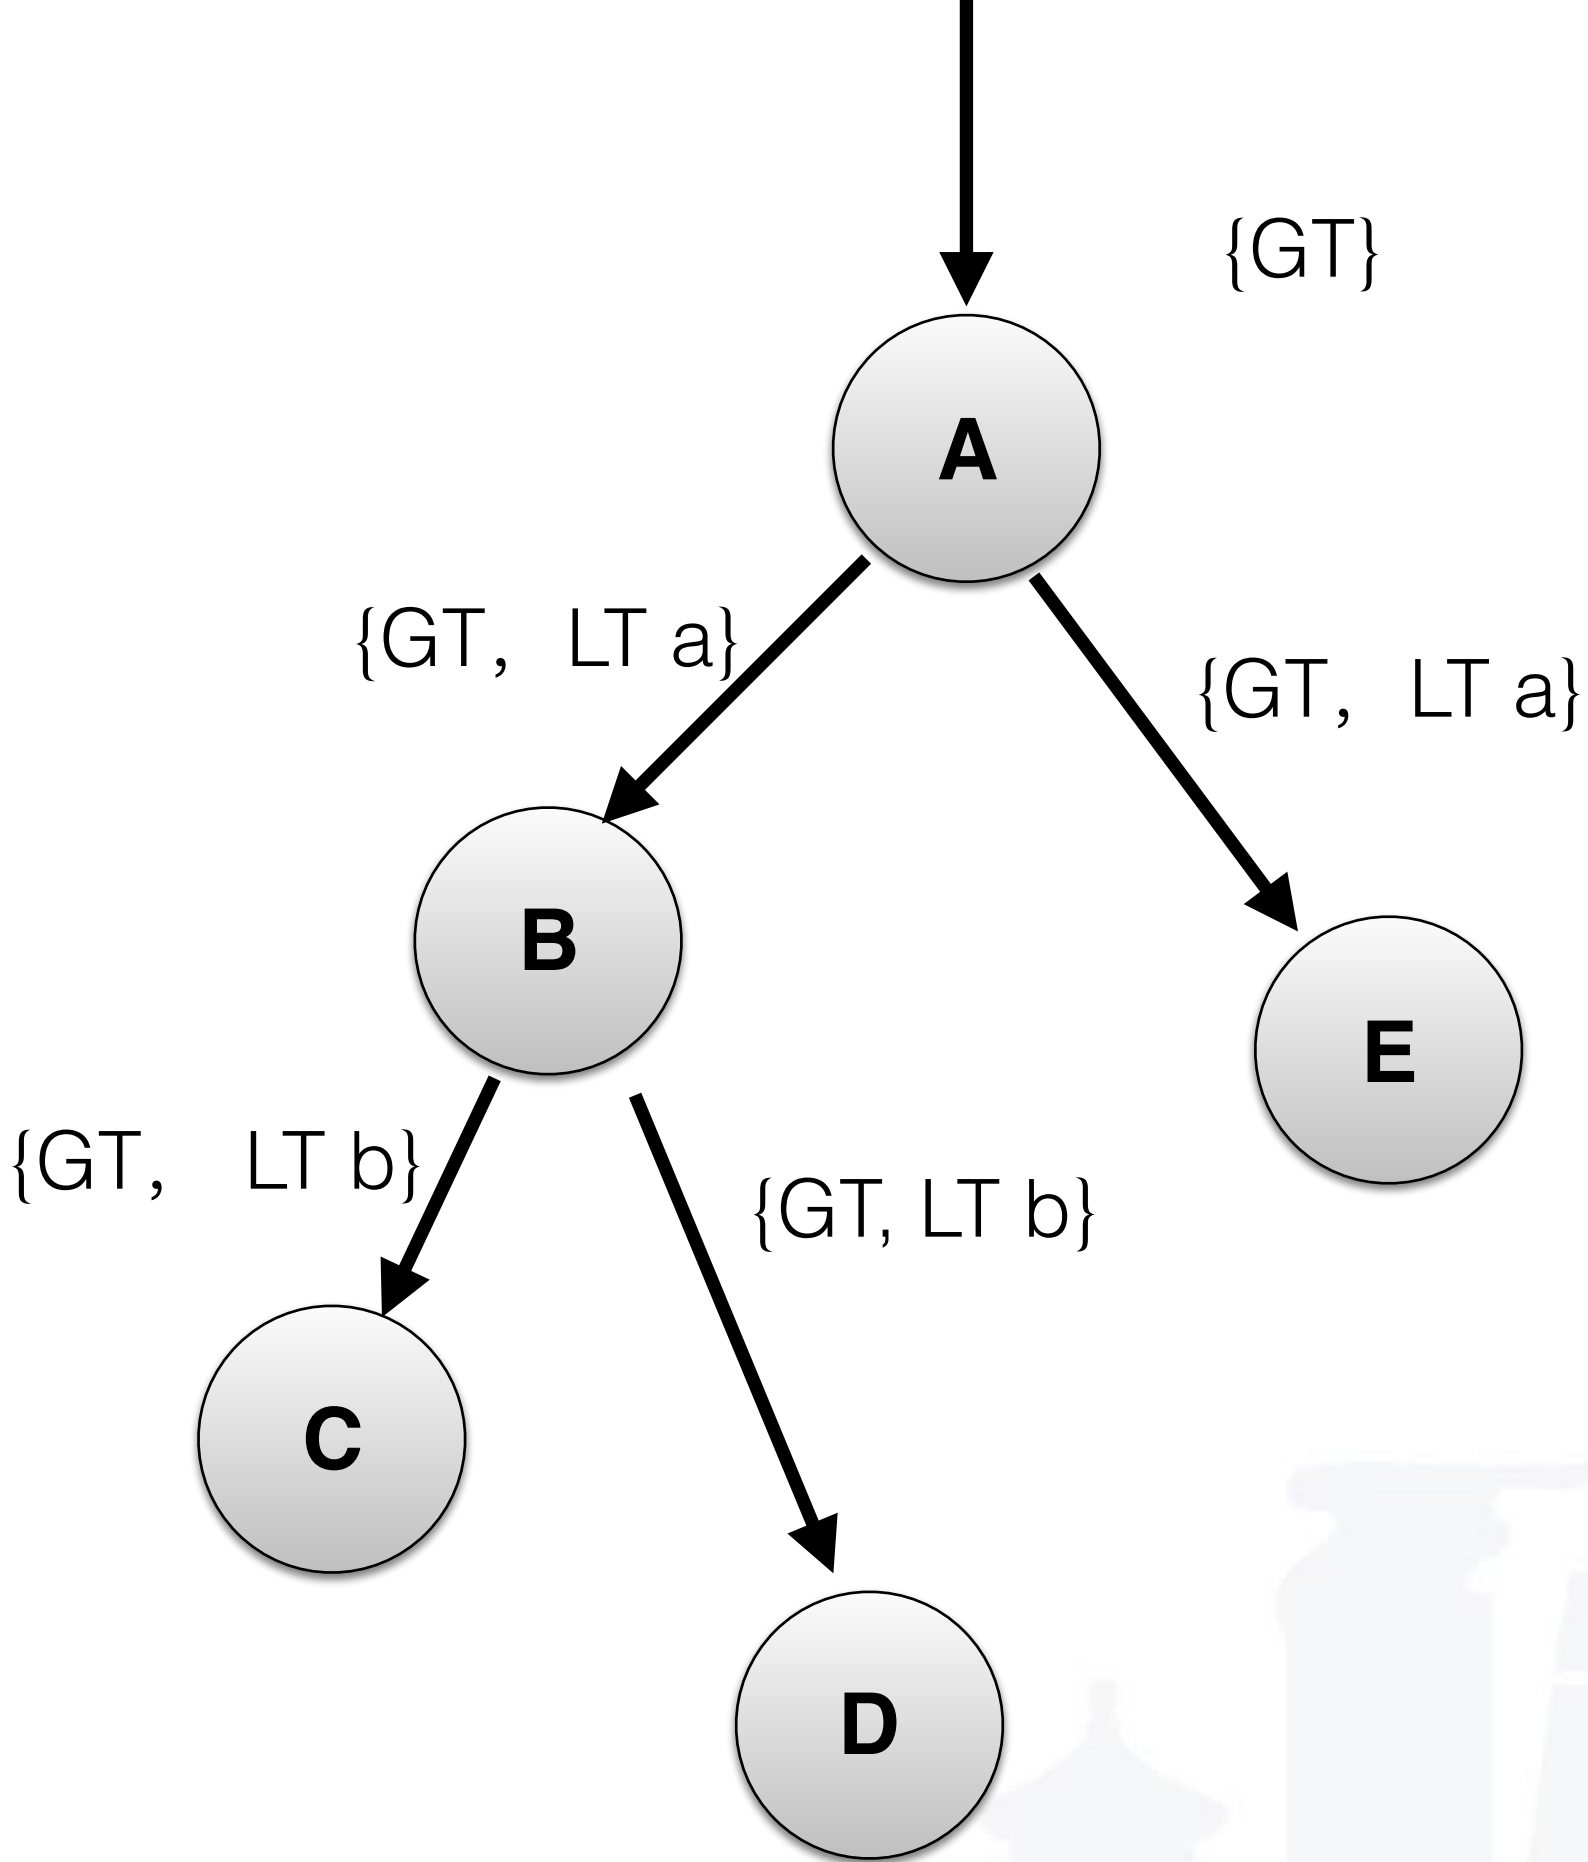 {GT}
A
{GT, LT a}
{GT, LT a}
B
E
{GT, LT b}
{GT, LT b}
C
D